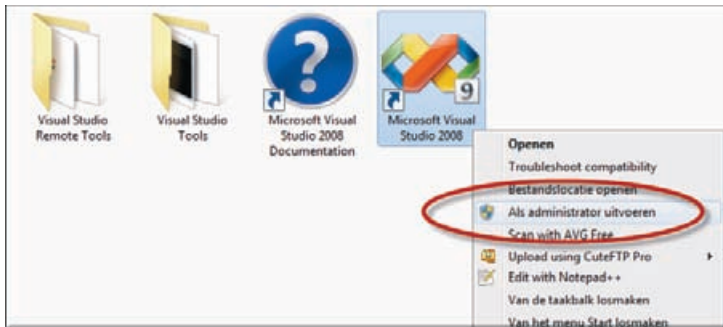 Visual Studio
Remote Tools
Visual Studio
Tools
Microsoft Visual
Studio 2008
Documentation
9
Microsoft Visual
Studio 2008
Openen
Troubleshoot compatibility
Bestandslocatie openen
Als administrator uitvoeren
Scan with AVG Free
Upload using CuteFTP Pro
Edit with Notepad++
Van de taakbalk losmaken
Van het menu Start losmaken